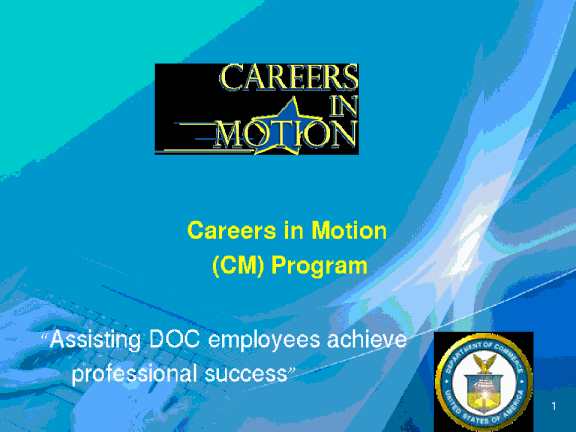 CAREERS
IN
MOTION
Careers in Motion
(CM) Program
“Assisting DOC employees achieve
professional success”
DEPARTMENT OF COMMERCE
UNITED STATES OF AMERICA
1